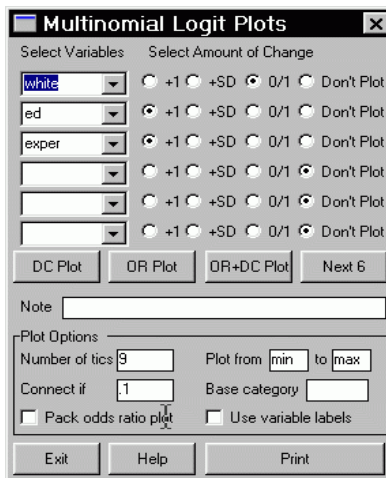 Multinomial Logit Plots
Select Variables Select Amount of Change
white +1 +SD 0/1 Don't Plot
ed +1 +SD 0/1 Don't Plot
exper +1 +SD 0/1 Don't Plot
+1 +SD 0/1 Don't Plot
+1 +SD 0/1 Don't Plot
+1 +SD 0/1 Don't Plot
DC Plot OR Plot OR+DC Plot Next 6
Note
Plot Options
Number of tics 9 Plot from min to max
Connect if .1 Base category
Pack odds ratio plot Use variable labels
Exit Help Print